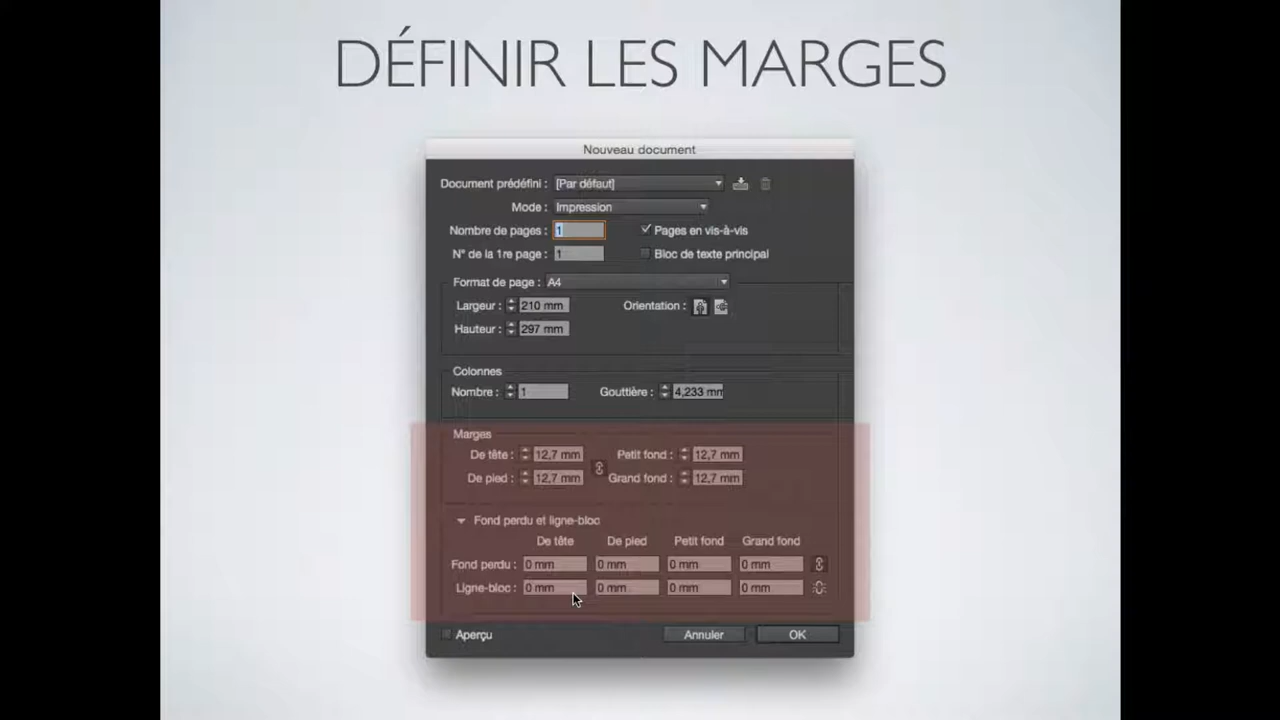 DÉFINIR LES MARGES
Nouveau document
Document prédéfini : [Par défaut]
Mode : Impression
Nombre de pages : 1 Pages en vis-à-vis
N° de la 1re page : 1 Bloc de texte principal
Format de page : A4
Largeur : 210 mm Orientation :
Hauteur : 297 mm
Colonnes
Nombre : 1 Gouttière : 4,233 mm
Marges
De tête : 12,7 mm Petit fond : 12,7 mm
De pied : 12,7 mm Grand fond : 12,7 mm
Fond perdu et ligne-bloc
De tête De pied Petit fond Grand fond
Fond perdu : 0 mm 0 mm 0 mm 0 mm
Ligne-bloc : 0 mm 0 mm 0 mm 0 mm
Aperçu Annuler OK